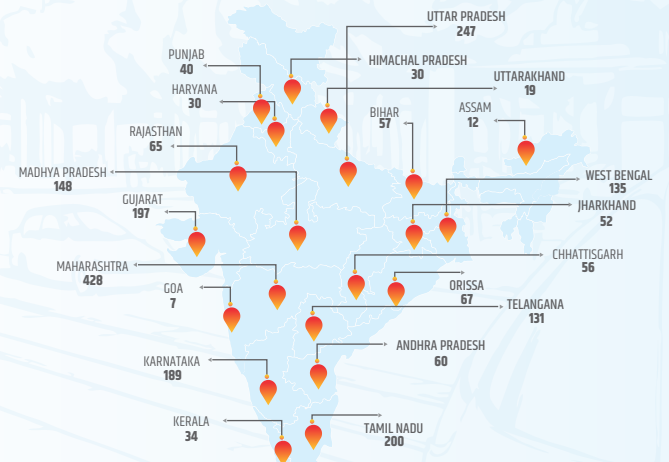 UTTAR PRADESH
247
PUNJAB
40
HIMACHAL PRADESH
30
HARYANA
30
UTTARAKHAND
19
BIHAR
57
ASSAM
12
RAJASTHAN
65
MADHYA PRADESH
148
WEST BENGAL
135
GUJARAT
197
JHARKHAND
52
MAHARASHTRA
428
CHHATTISGARH
56
GOA
7
ORISSA
67
TELANGANA
131
ANDHRA PRADESH
60
KARNATAKA
189
KERALA
34
TAMIL NADU
200